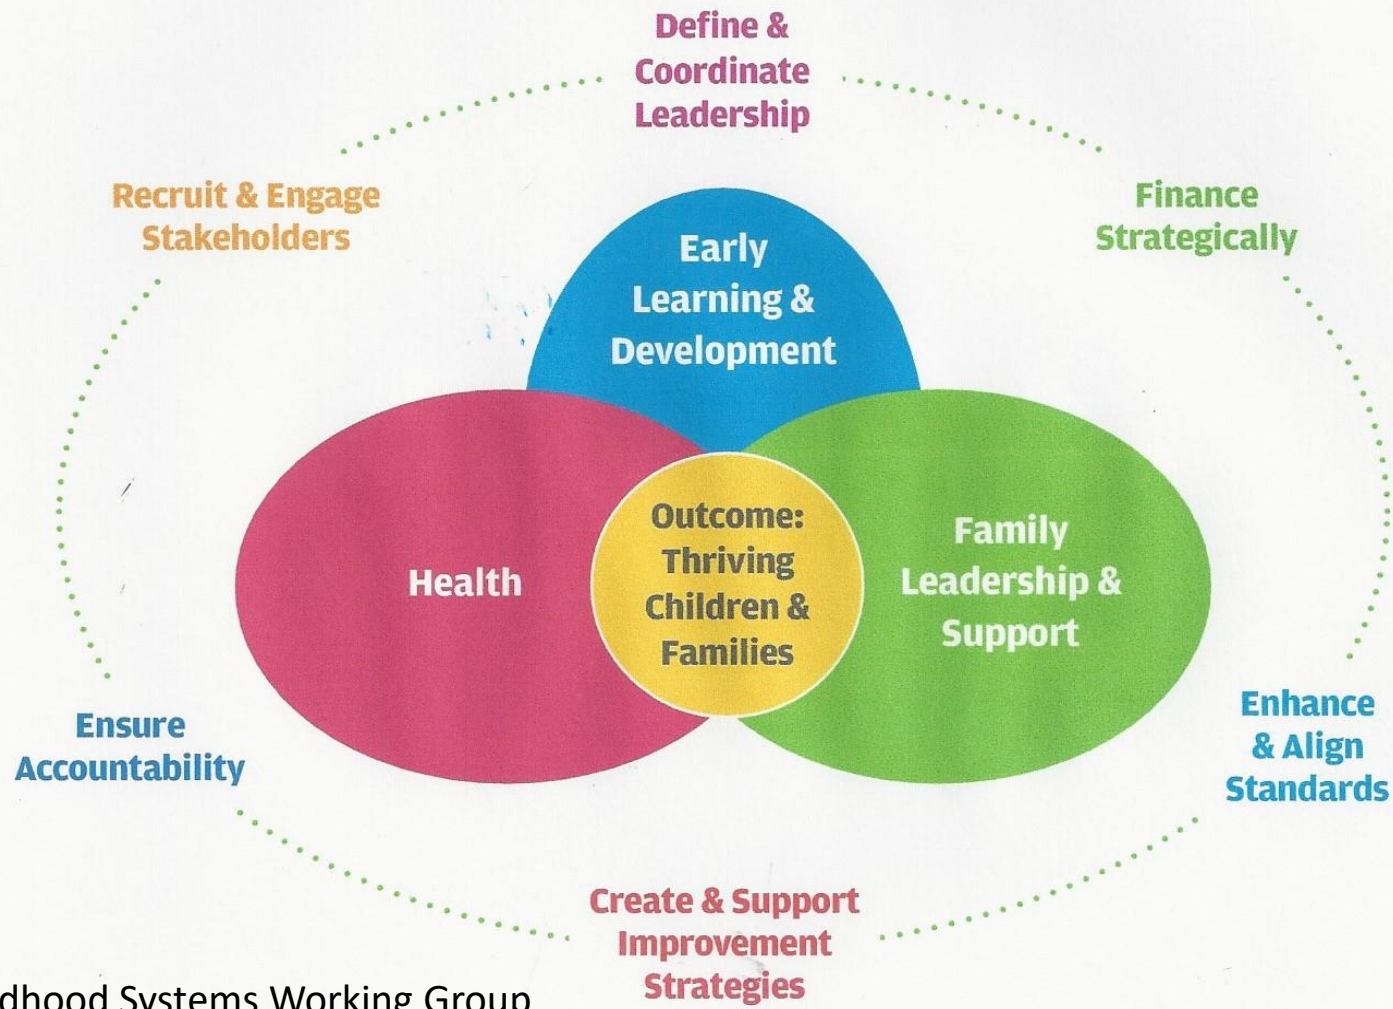 Define &
Coordinate
Leadership
Recruit & Engage
Stakeholders
Finance
Strategically
Early
Learning &
Development
Health
Outcome:
Thriving
Children &
Families
Family
Leadership &
Support
Ensure
Accountability
Enhance
& Align
Standards
Create & Support
Improvement
Strategies
dhood Systems Working Group